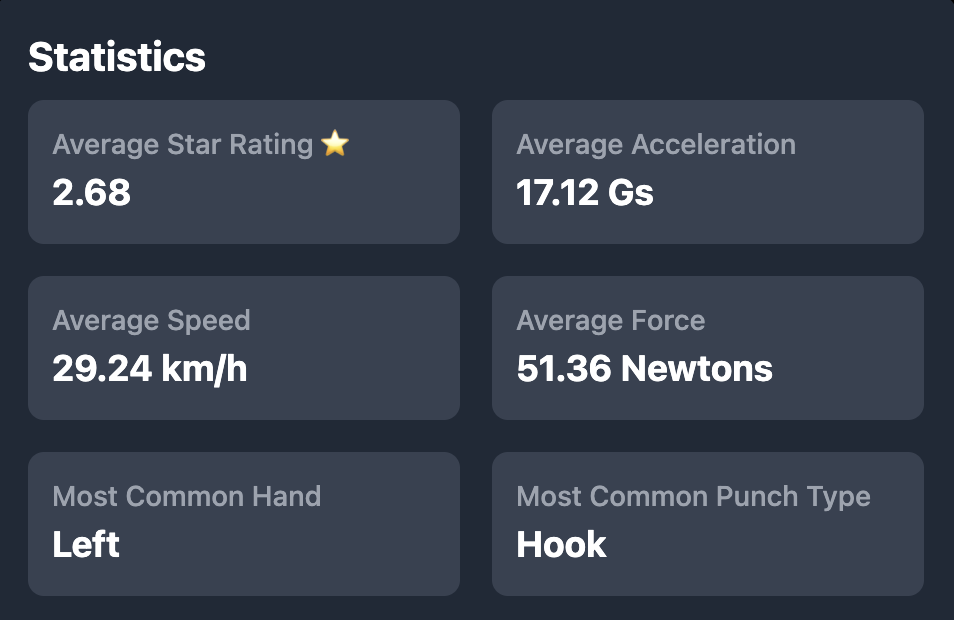 Statistics
Average Star Rating ⭐
2.68
Average Acceleration
17.12 Gs
Average Speed
29.24 km/h
Average Force
51.36 Newtons
Most Common Hand
Left
Most Common Punch Type
Hook